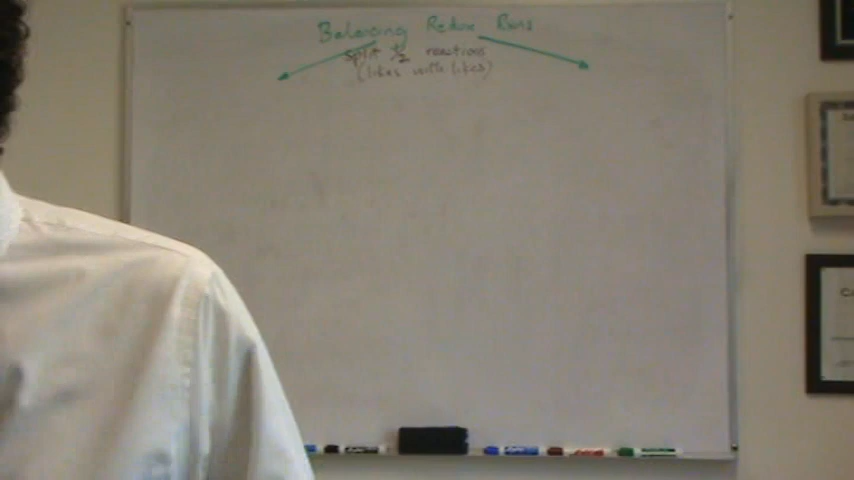 Balancing Redox Rxns
split ½ reactions
(likes with likes)